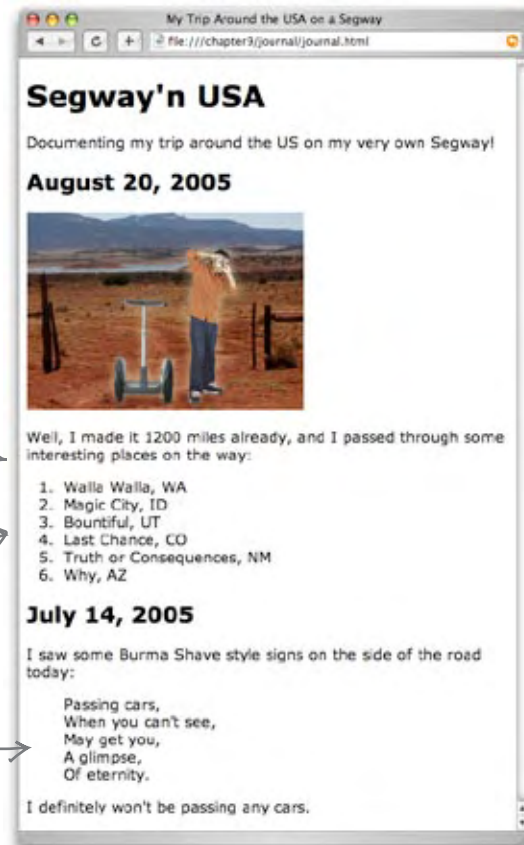 My Trip Around the USA on a Segway
file:///chapter9/journal/journal.html
Segway'n USA
Documenting my trip around the US on my very own Segway!
August 20, 2005
Well, I made it 1200 miles already, and I passed through some
interesting places on the way:
1. Walla Walla, WA
2. Magic City, ID
3. Bountiful, UT
4. Last Chance, CO
5. Truth or Consequences, NM
6. Why, AZ
July 14, 2005
I saw some Burma Shave style signs on the side of the road
today:
Passing cars,
When you can't see,
May get you,
A glimpse,
Of eternity.
I definitely won't be passing any cars.